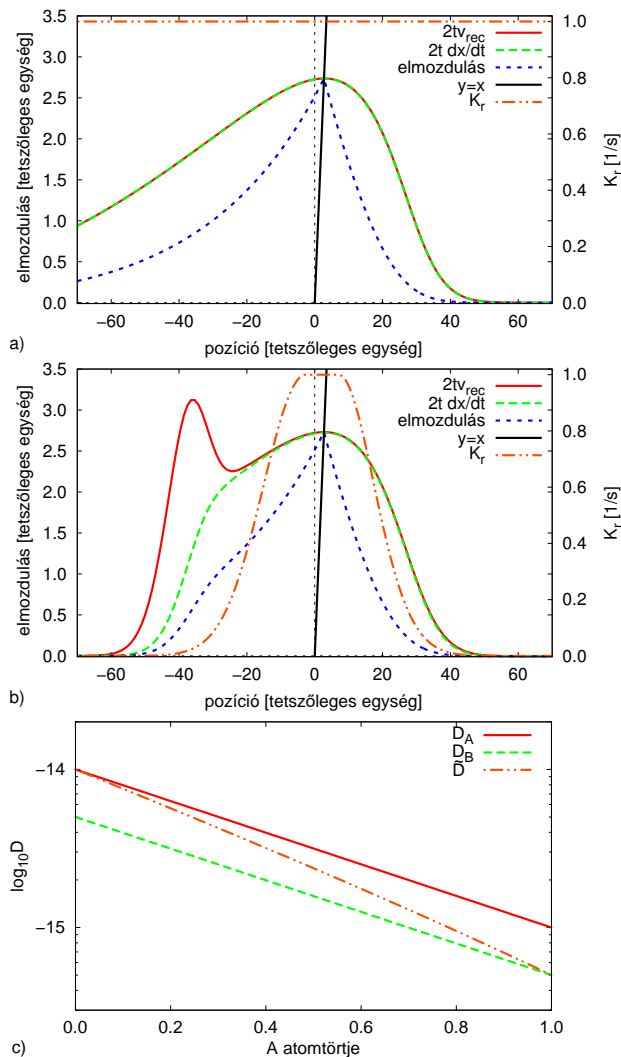 2tv_rec
2t dx/dt
elmozdulás
y=x
K_r
elmozdulás [tetszőleges egység]
3.5
3.0
2.5
2.0
1.5
1.0
0.5
0.0
1.0
0.8
0.6
0.4
0.2
0.0
K_r [1/s]
−60 −40 −20 0 20 40 60
a) pozíció [tetszőleges egység]
2tv_rec
2t dx/dt
elmozdulás
y=x
K_r
elmozdulás [tetszőleges egység]
3.5
3.0
2.5
2.0
1.5
1.0
0.5
0.0
1.0
0.8
0.6
0.4
0.2
0.0
K_r [1/s]
−60 −40 −20 0 20 40 60
b) pozíció [tetszőleges egység]
D_A
D_B
D̃
log₁₀D
−14
−15
0.0 0.2 0.4 0.6 0.8 1.0
c) A atomtörtje